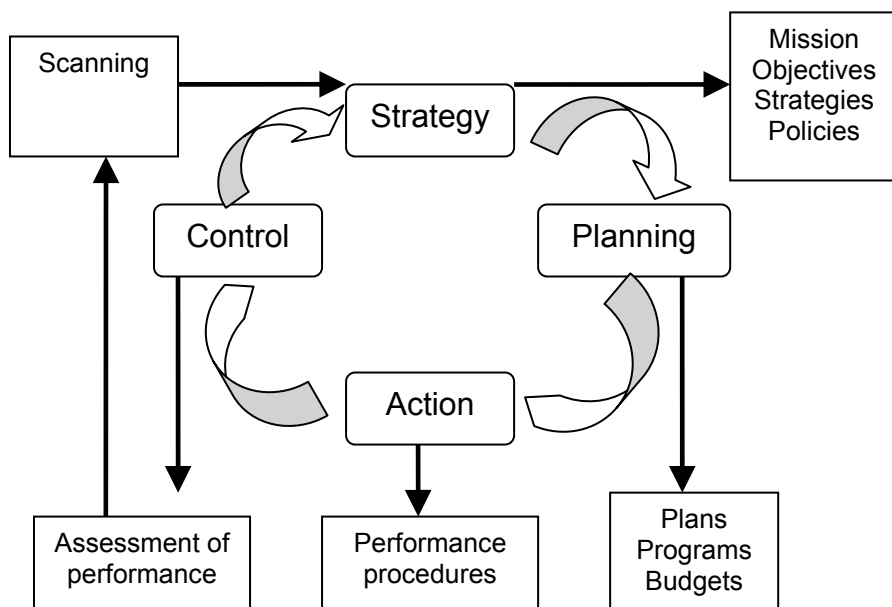 Scanning
Mission
Objectives
Strategies
Policies
Strategy
Control
Planning
Action
Assessment of
performance
Performance
procedures
Plans
Programs
Budgets